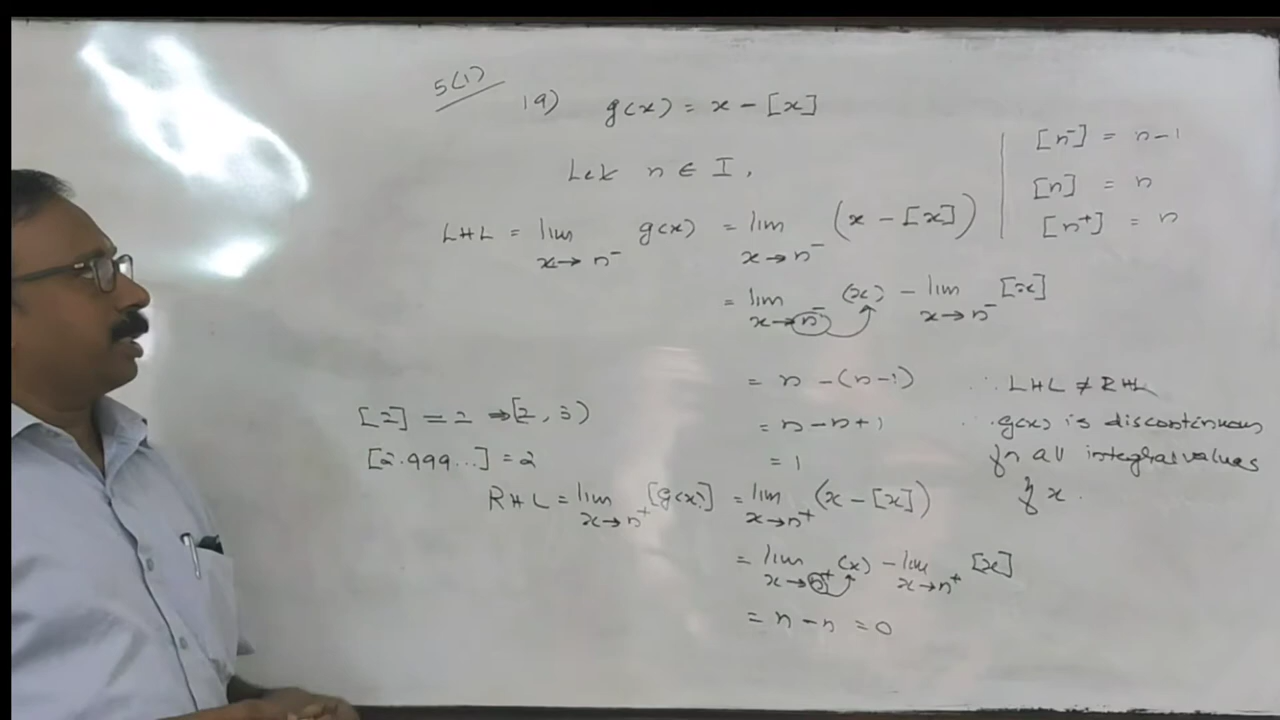 5(1)
19) g(x) = x - [x]
Let n ∈ I,
[n⁻] = n-1
[n] = n
[n⁺] = n
LHL = lim x→n⁻ g(x) = lim x→n⁻ (x - [x])
= lim x→n⁻ (x) - lim x→n⁻ [x]
= n - (n-1)
= n - n + 1
= 1
∴ LHL ≠ RHL
∴ g(x) is discontinuous
for all integral values
of x.
[2] = 2 ⇒ [2, 3)
[2.999...] = 2
RHL = lim x→n⁺ [g(x)] = lim x→n⁺ (x - [x])
= lim x→n⁺ (x) - lim x→n⁺ [x]
= n - n = 0